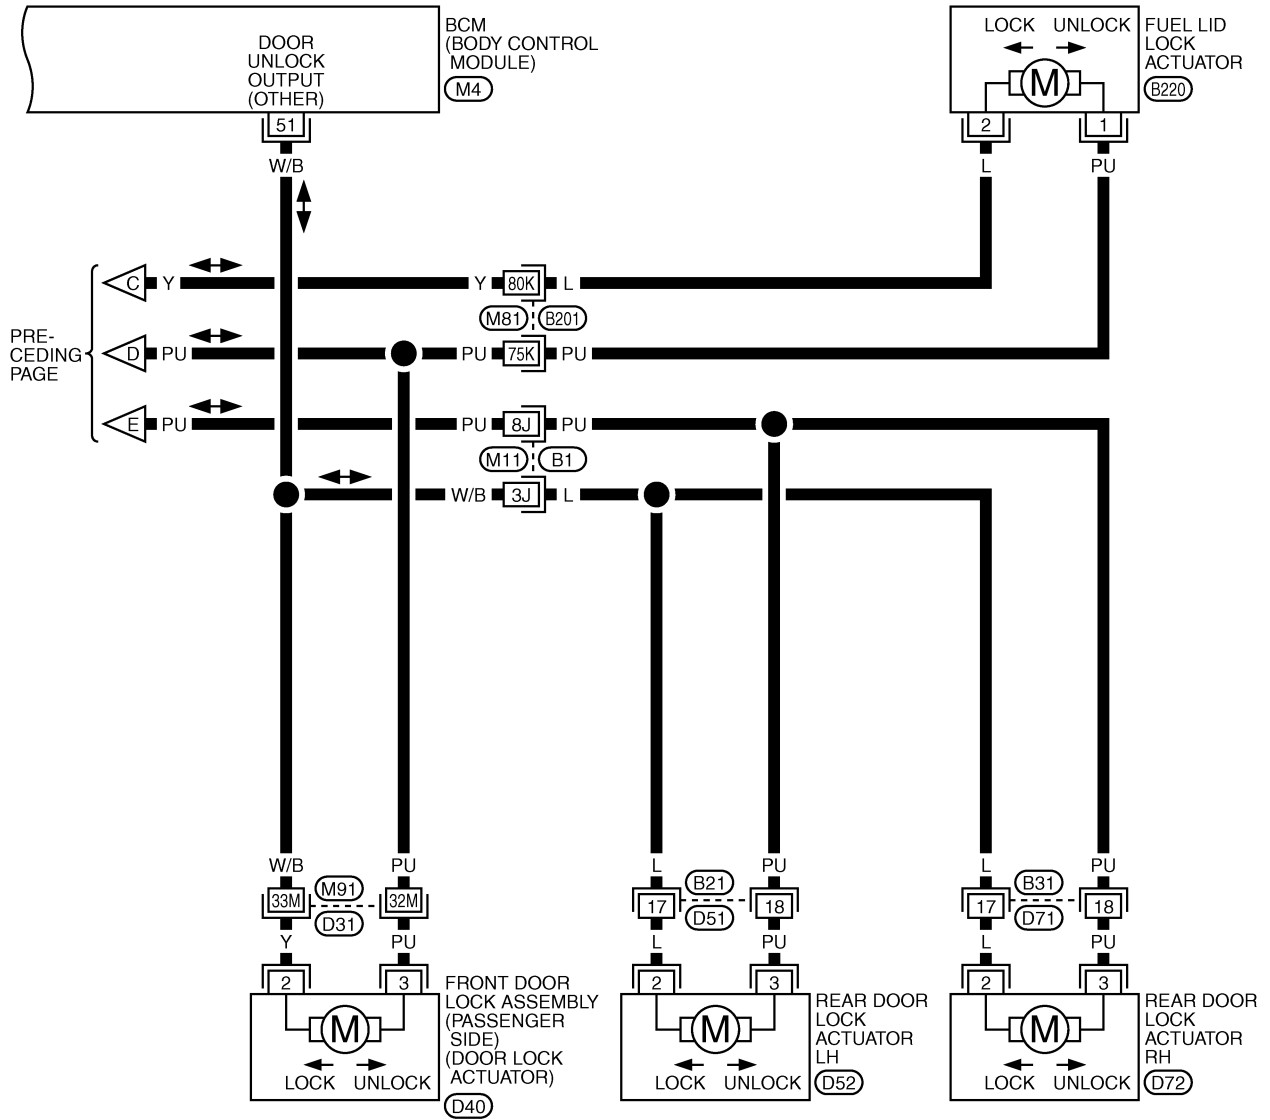 BCM
(BODY CONTROL
MODULE)
M4
DOOR
UNLOCK
OUTPUT
(OTHER)
51
W/B
LOCK UNLOCK
M
FUEL LID
LOCK
ACTUATOR
B220
2 1
L PU
PRE-
CEDING
PAGE
C Y Y 80K L
M81 B201
D PU PU 75K PU
E PU PU 8J PU
M11 B1
W/B 3J L
W/B PU L PU L PU
33M M91 32M 17 B21 18 17 B31 18
D31 D51 D71
Y PU L PU L PU
2 3 2 3 2 3
M
LOCK UNLOCK
FRONT DOOR
LOCK ASSEMBLY
(PASSENGER
SIDE)
(DOOR LOCK
ACTUATOR)
D40
M
LOCK UNLOCK
REAR DOOR
LOCK
ACTUATOR
LH
D52
M
LOCK UNLOCK
REAR DOOR
LOCK
ACTUATOR
RH
D72